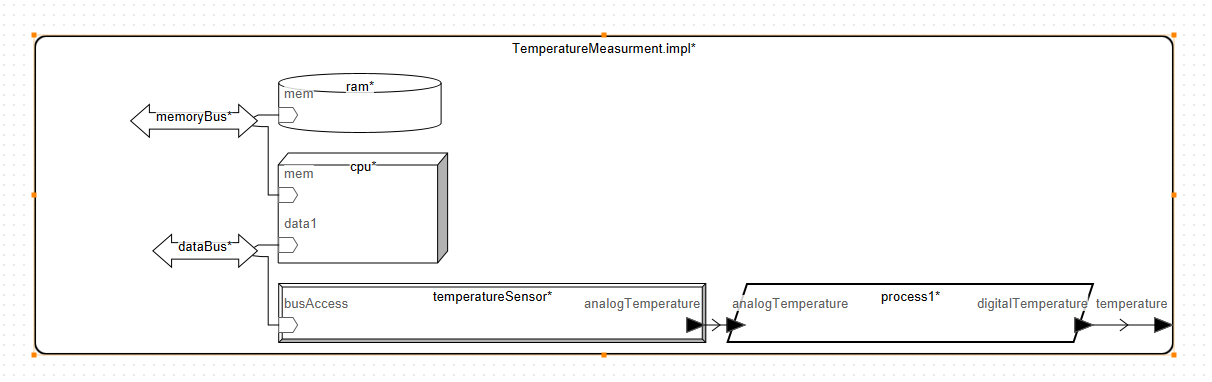 TemperatureMeasurment.impl*
ram*
mem
memoryBus*
cpu*
mem
data1
dataBus*
temperatureSensor*
busAccess
analogTemperature
process1*
analogTemperature
digitalTemperature
temperature